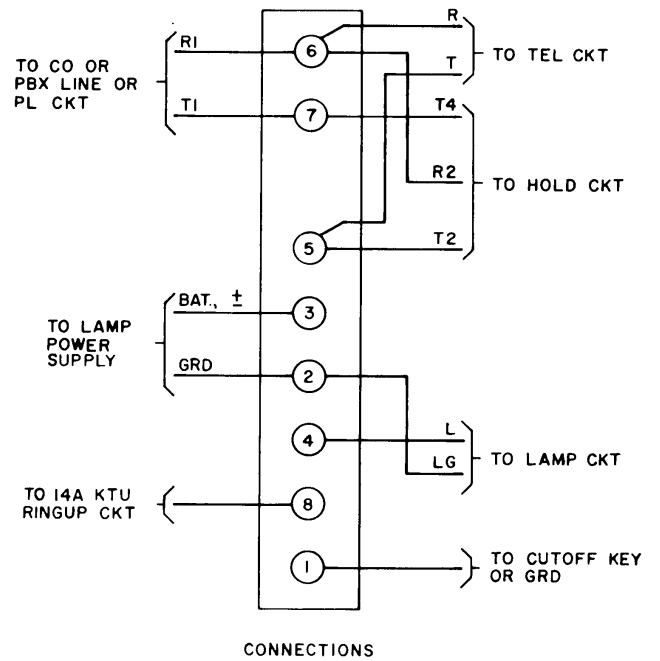 R
R1
6
TO TEL CKT
TO CO OR
PBX LINE OR
PL CKT
T
T1
7
T4
R2
TO HOLD CKT
5
T2
BAT., ±
3
TO LAMP
POWER
SUPPLY
GRD
2
4
L
LG
TO LAMP CKT
TO 14A KTU
RINGUP CKT
8
1
TO CUTOFF KEY
OR GRD
CONNECTIONS